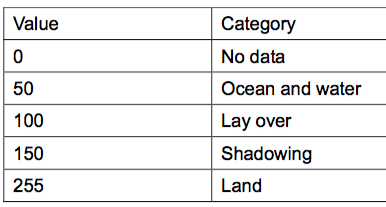 Value Category
0 No data
50 Ocean and water
100 Lay over
150 Shadowing
255 Land